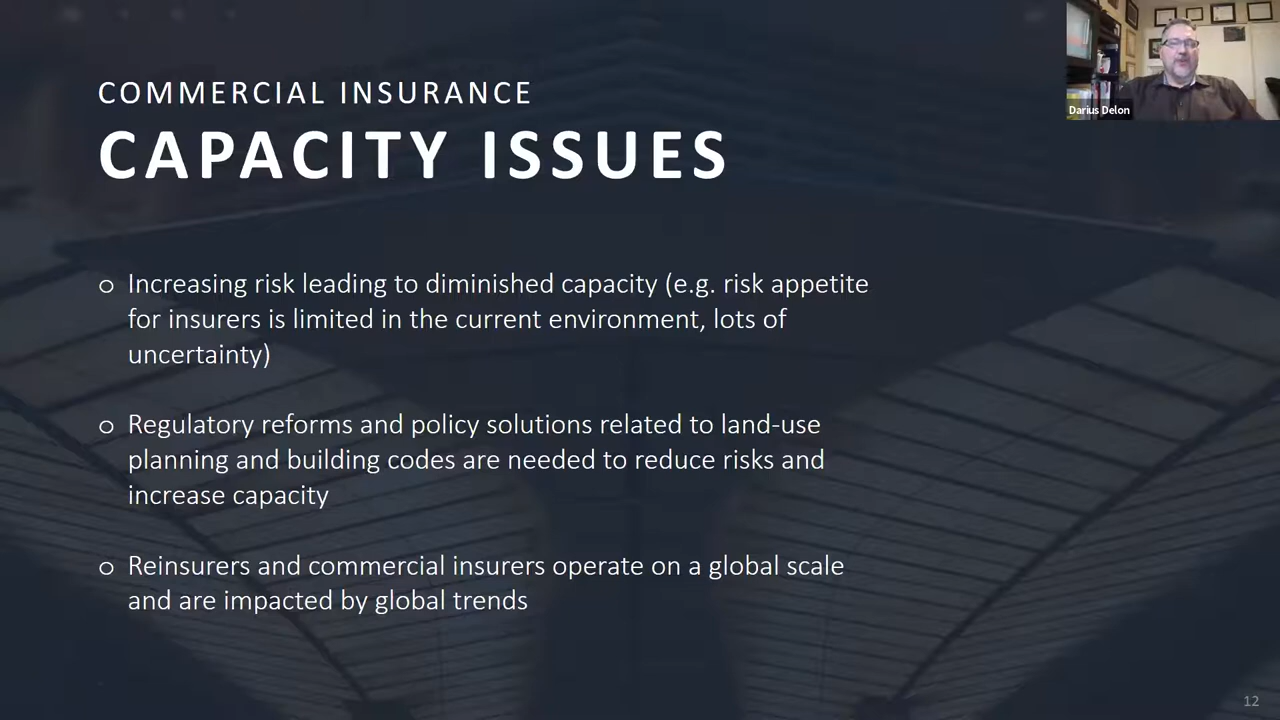 COMMERCIAL INSURANCE
CAPACITY ISSUES
Darius Delon
o Increasing risk leading to diminished capacity (e.g. risk appetite
for insurers is limited in the current environment, lots of
uncertainty)
o Regulatory reforms and policy solutions related to land-use
planning and building codes are needed to reduce risks and
increase capacity
o Reinsurers and commercial insurers operate on a global scale
and are impacted by global trends
12